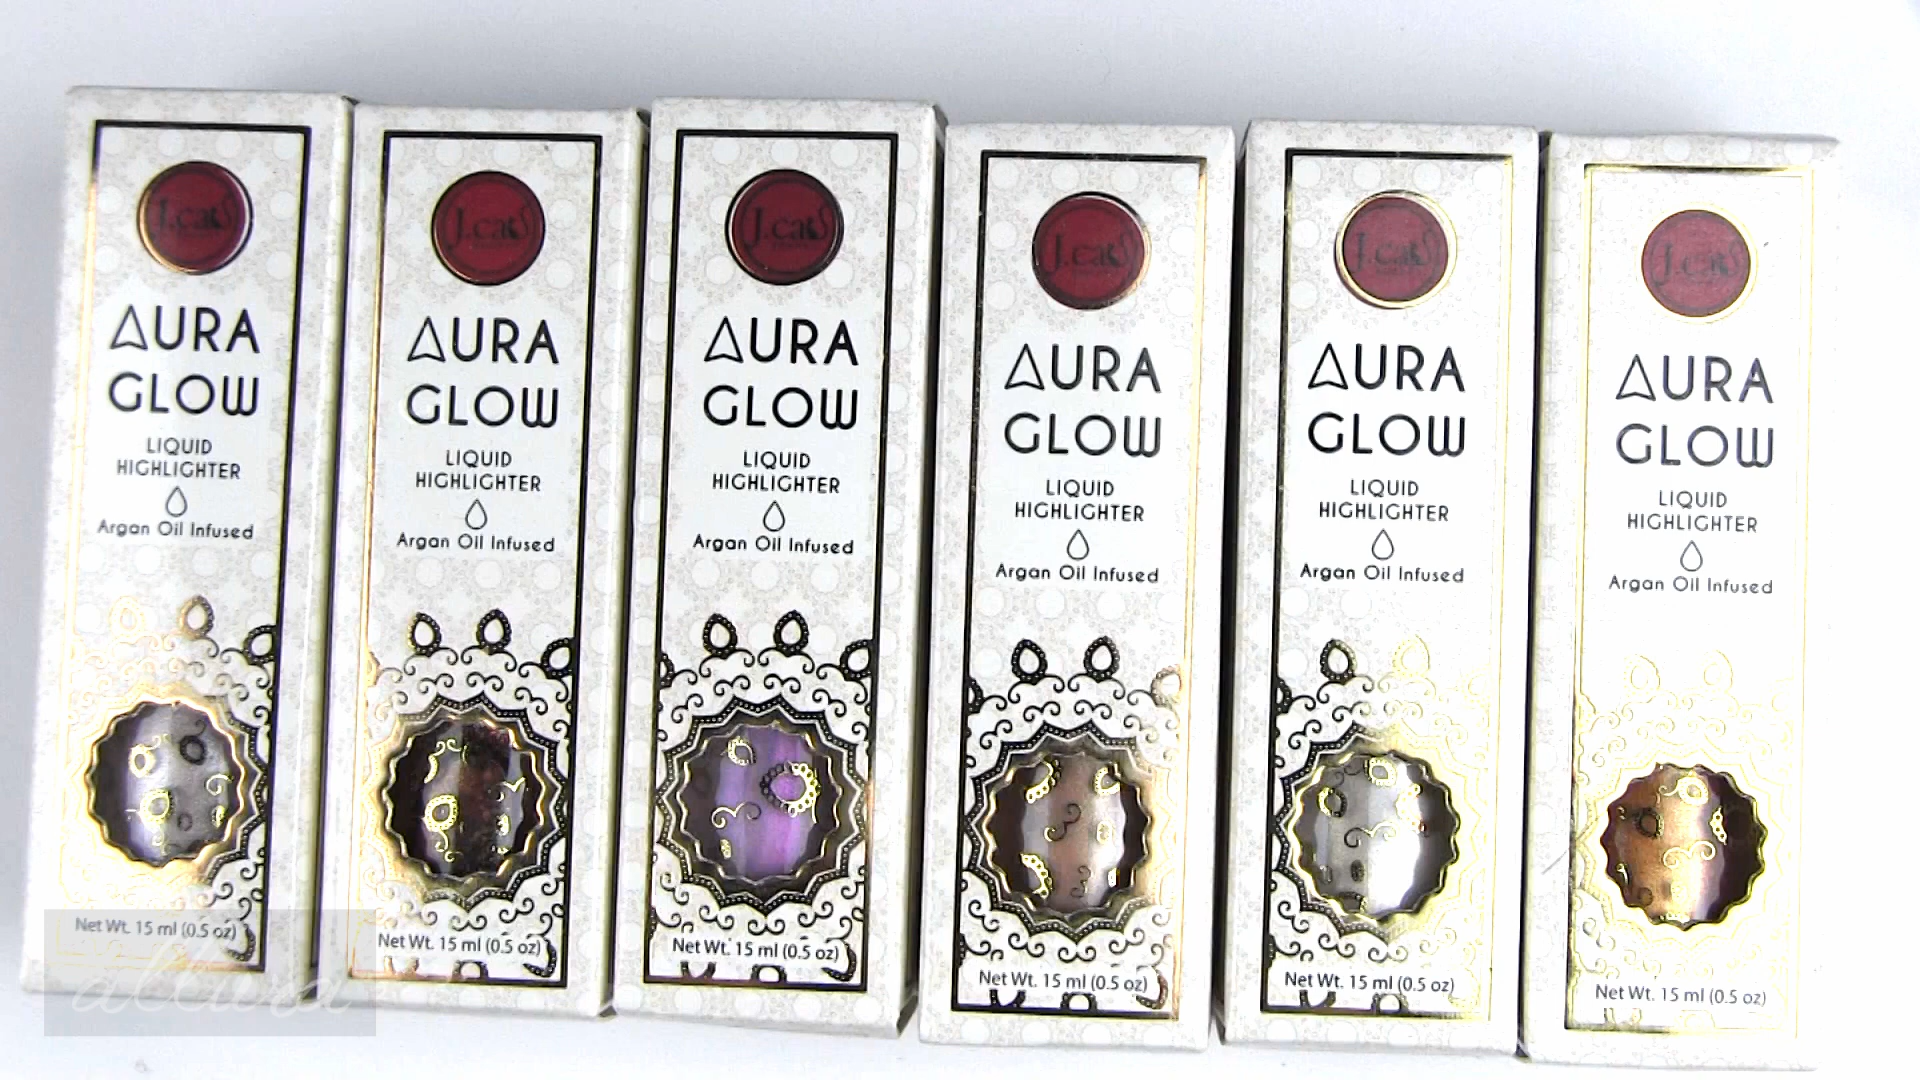 J.cat
AURA
GLOW
LIQUID
HIGHLIGHTER
Argan Oil Infused
Net Wt. 15 ml (0.5 oz)
J.cat
AURA
GLOW
LIQUID
HIGHLIGHTER
Argan Oil Infused
Net Wt. 15 ml (0.5 oz)
J.cat
AURA
GLOW
LIQUID
HIGHLIGHTER
Argan Oil Infused
Net Wt. 15 ml (0.5 oz)
J.cat
AURA
GLOW
LIQUID
HIGHLIGHTER
Argan Oil Infused
Net Wt. 15 ml (0.5 oz)
J.cat
AURA
GLOW
LIQUID
HIGHLIGHTER
Argan Oil Infused
Net Wt. 15 ml (0.5 oz)
J.cat
AURA
GLOW
LIQUID
HIGHLIGHTER
Argan Oil Infused
Net Wt. 15 ml (0.5 oz)